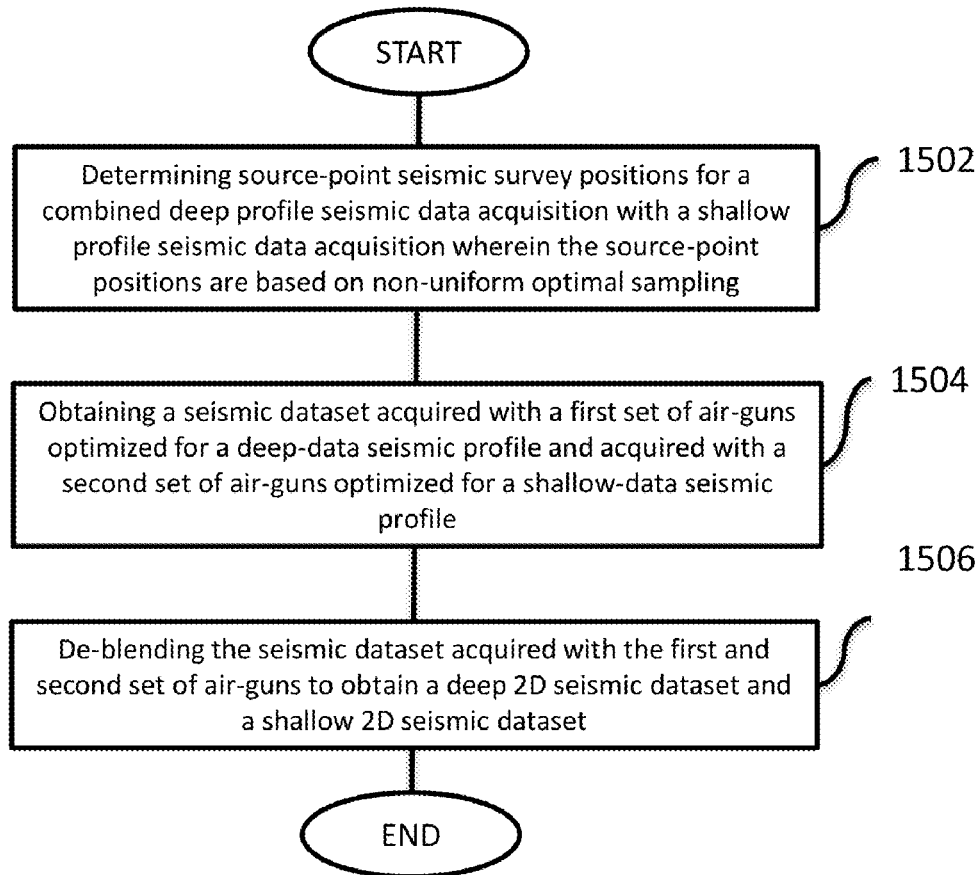 START
1502
Determining source-point seismic survey positions for a
combined deep profile seismic data acquisition with a shallow
profile seismic data acquisition wherein the source-point
positions are based on non-uniform optimal sampling
1504
Obtaining a seismic dataset acquired with a first set of air-guns
optimized for a deep-data seismic profile and acquired with a
second set of air-guns optimized for a shallow-data seismic
profile
1506
De-blending the seismic dataset acquired with the first and
second set of air-guns to obtain a deep 2D seismic dataset and
a shallow 2D seismic dataset
END